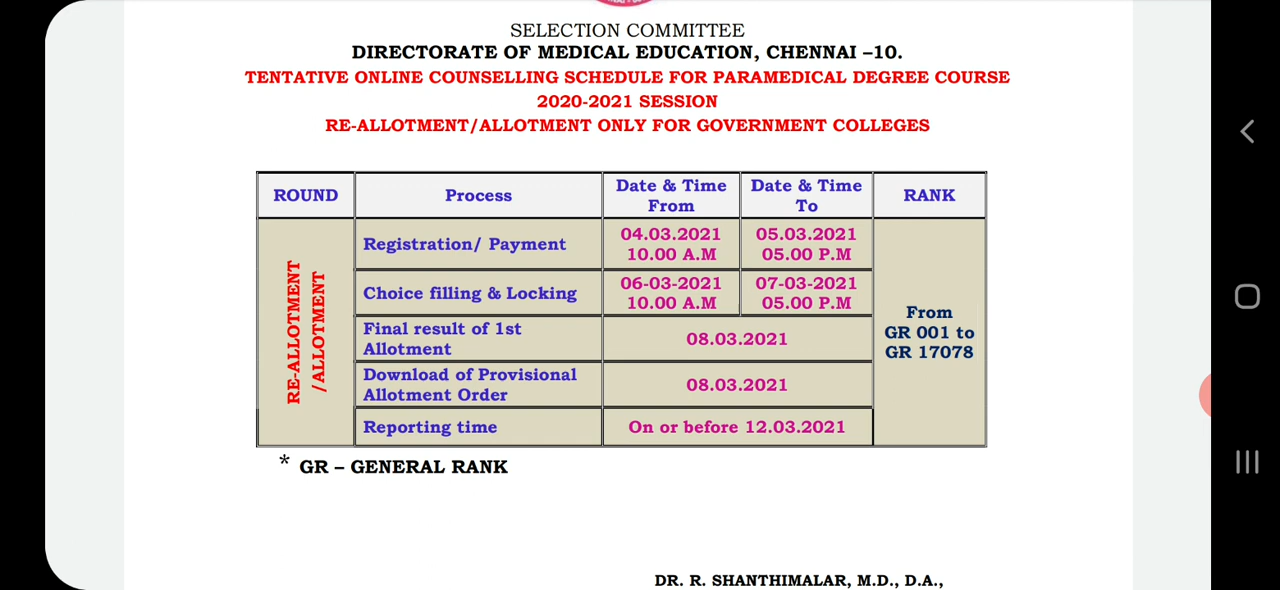 SELECTION COMMITTEE
DIRECTORATE OF MEDICAL EDUCATION, CHENNAI –10.
TENTATIVE ONLINE COUNSELLING SCHEDULE FOR PARAMEDICAL DEGREE COURSE
2020-2021 SESSION
RE-ALLOTMENT/ALLOTMENT ONLY FOR GOVERNMENT COLLEGES
ROUND
Process
Date & Time
From
Date & Time
To
RANK
RE-ALLOTMENT
/ALLOTMENT
Registration/ Payment
04.03.2021
10.00 A.M
05.03.2021
05.00 P.M
Choice filling & Locking
06-03-2021
10.00 A.M
07-03-2021
05.00 P.M
Final result of 1st
Allotment
08.03.2021
Download of Provisional
Allotment Order
08.03.2021
Reporting time
On or before 12.03.2021
From
GR 001 to
GR 17078
* GR – GENERAL RANK
DR. R. SHANTHIMALAR, M.D., D.A.,